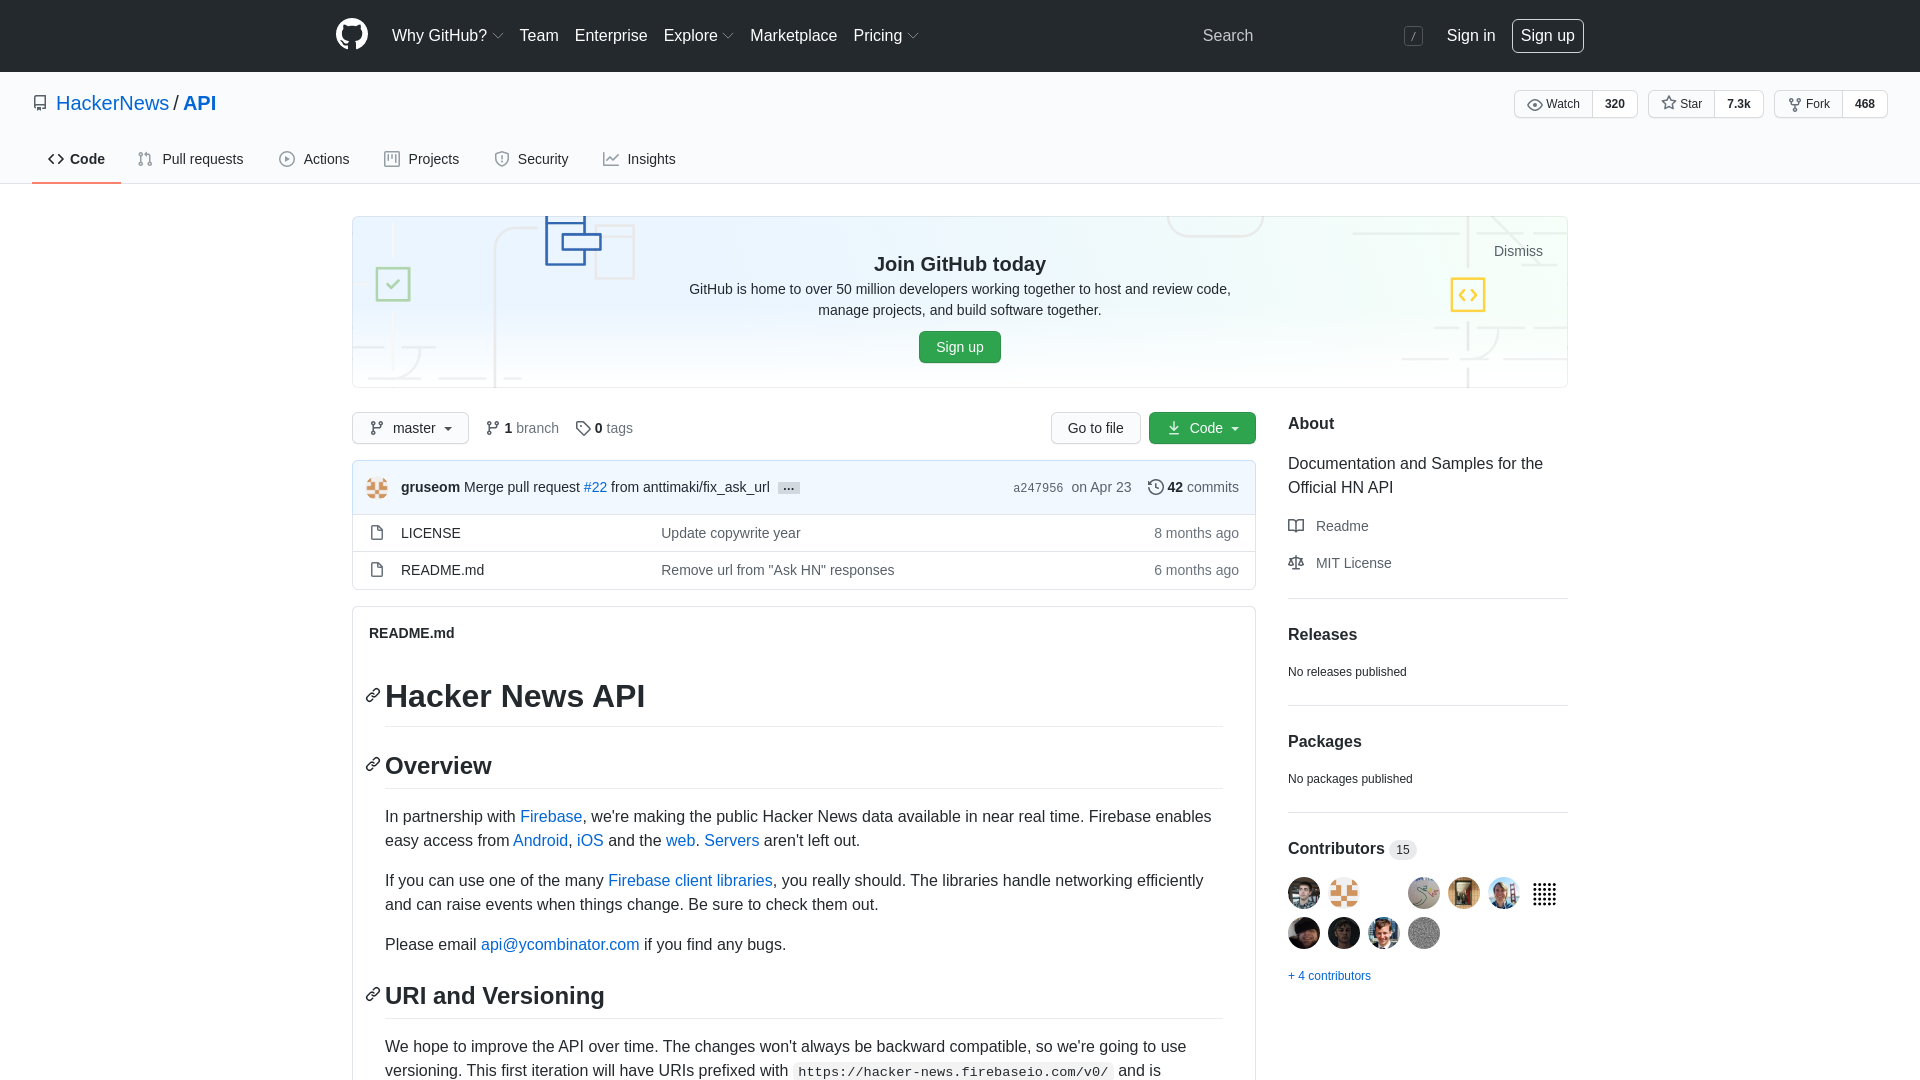 Why GitHub? Team Enterprise Explore Marketplace Pricing Search / Sign in Sign up
HackerNews / API Watch 320 Star 7.3k Fork 468
Code Pull requests Actions Projects Security Insights
Dismiss
Join GitHub today
GitHub is home to over 50 million developers working together to host and review code,
manage projects, and build software together.
Sign up
master 1 branch 0 tags Go to file Code
gruseom Merge pull request #22 from anttimaki/fix_ask_url … a247956 on Apr 23 42 commits
LICENSE Update copywrite year 8 months ago
README.md Remove url from "Ask HN" responses 6 months ago
README.md
Hacker News API
Overview
In partnership with Firebase, we're making the public Hacker News data available in near real time. Firebase enables
easy access from Android, iOS and the web. Servers aren't left out.
If you can use one of the many Firebase client libraries, you really should. The libraries handle networking efficiently
and can raise events when things change. Be sure to check them out.
Please email api@ycombinator.com if you find any bugs.
URI and Versioning
We hope to improve the API over time. The changes won't always be backward compatible, so we're going to use
versioning. This first iteration will have URIs prefixed with https://hacker-news.firebaseio.com/v0/ and is
About
Documentation and Samples for the
Official HN API
Readme
MIT License
Releases
No releases published
Packages
No packages published
Contributors 15
+ 4 contributors